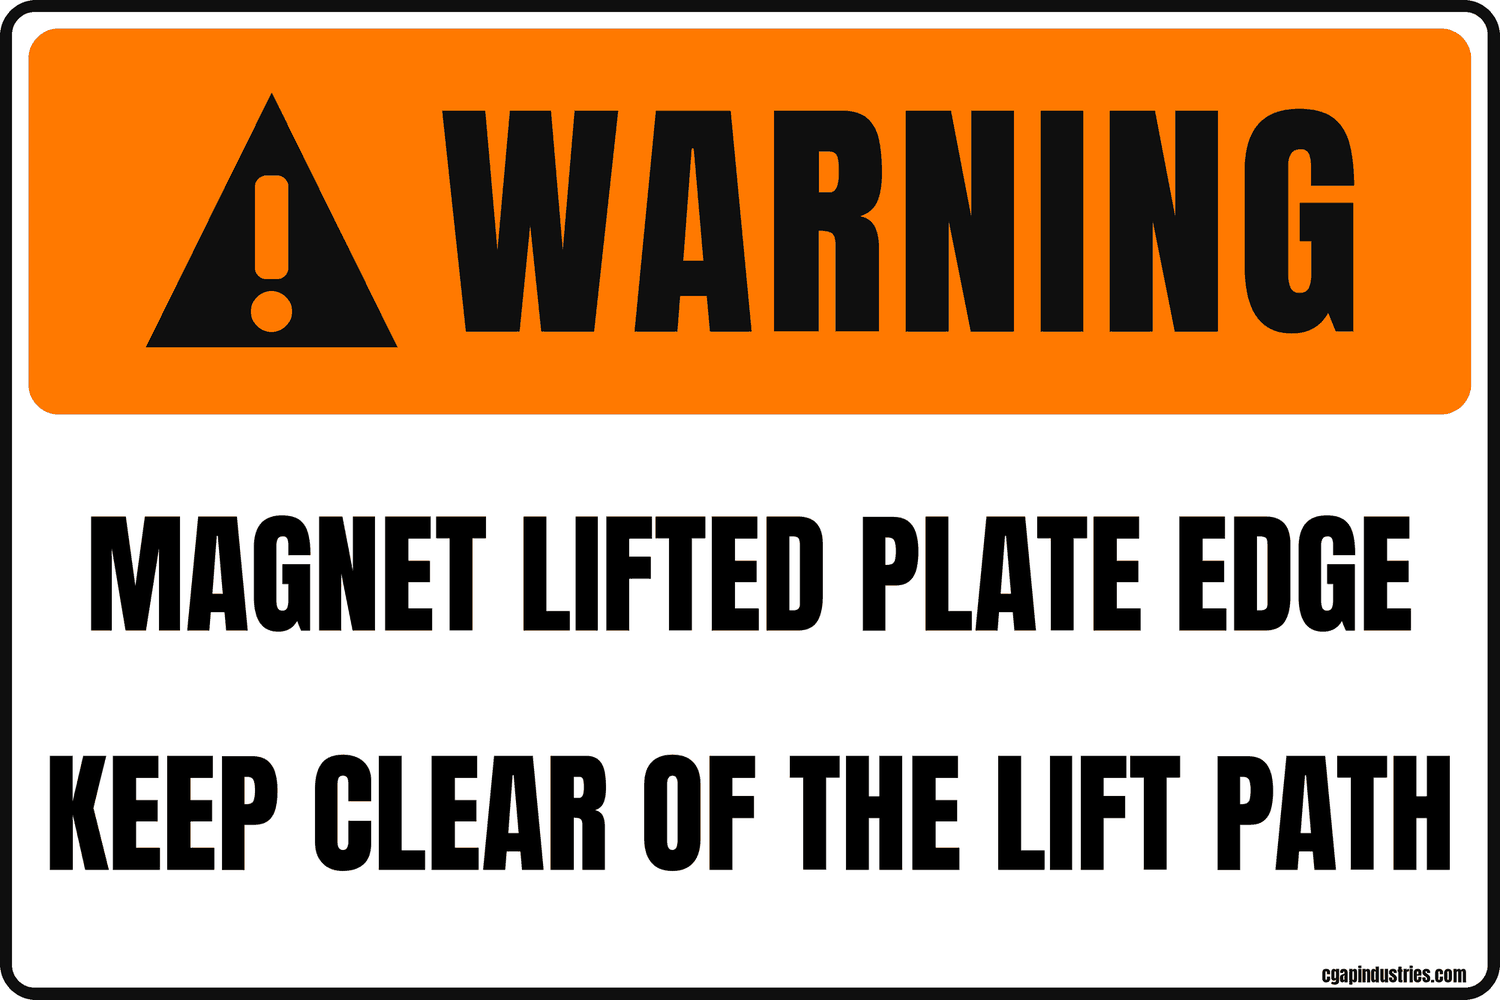 WARNING
MAGNET LIFTED PLATE EDGE
KEEP CLEAR OF THE LIFT PATH
cgapindustries.com